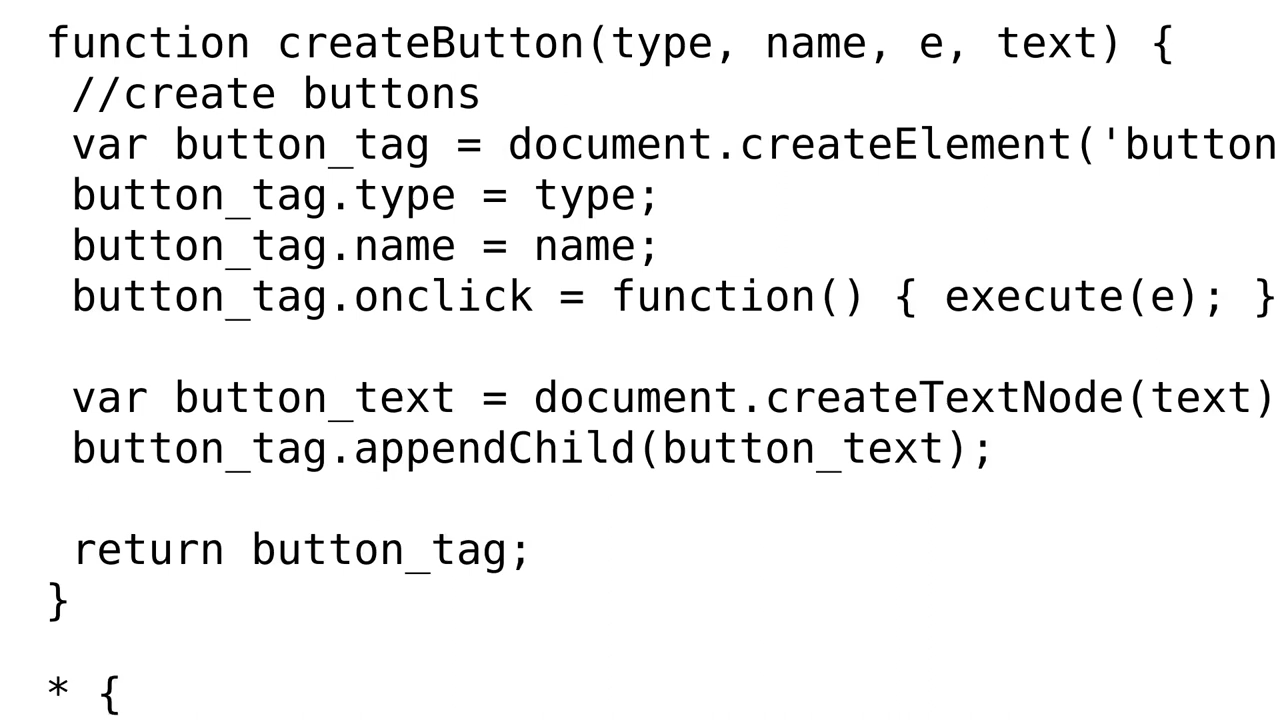 function createButton(type, name, e, text) {
//create buttons
var button_tag = document.createElement('button
button_tag.type = type;
button_tag.name = name;
button_tag.onclick = function() { execute(e); }
var button_text = document.createTextNode(text)
button_tag.appendChild(button_text);
return button_tag;
}
* {